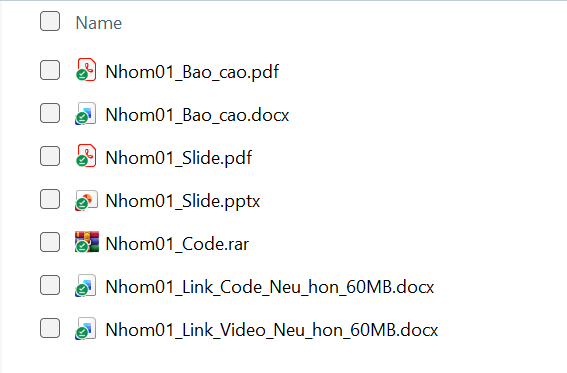 Name
Nhom01_Bao_cao.pdf
Nhom01_Bao_cao.docx
Nhom01_Slide.pdf
Nhom01_Slide.pptx
Nhom01_Code.rar
Nhom01_Link_Code_Neu_hon_60MB.docx
Nhom01_Link_Video_Neu_hon_60MB.docx